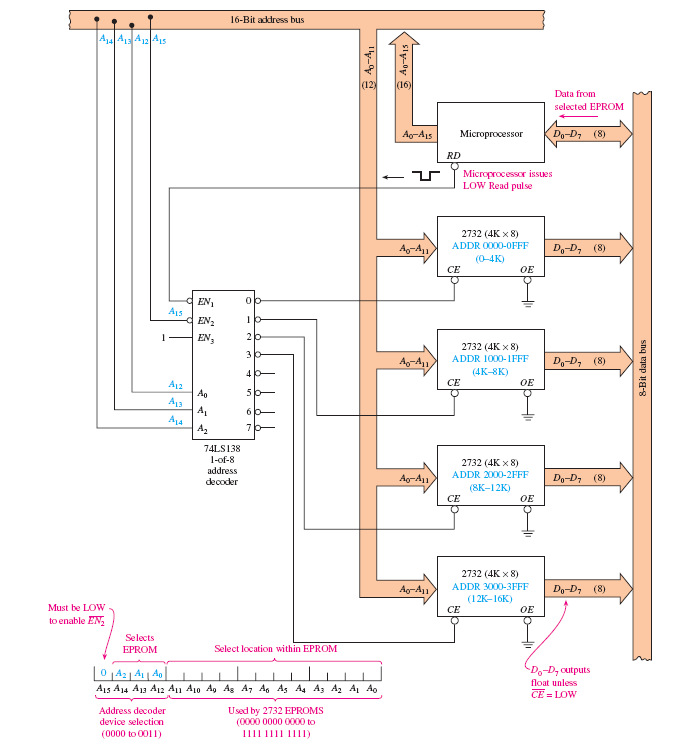 16-Bit address bus
A14 A13 A12 A15
A0–A11
(12)
A0–A15
(16)
Data from
selected EPROM
A0–A15
Microprocessor
D0–D7 (8)
RD
Microprocessor issues
LOW Read pulse
2732 (4K × 8)
ADDR 0000-0FFF
(0–4K)
A0–A11
D0–D7 (8)
CE OE
EN1 0
A15
EN2 1
1 EN3 2
3
4
A12 A0 5
A13 A1 6
A14 A2 7
74LS138
1-of-8
address
decoder
2732 (4K × 8)
ADDR 1000-1FFF
(4K–8K)
A0–A11
D0–D7 (8)
CE OE
8-Bit data bus
2732 (4K × 8)
ADDR 2000-2FFF
(8K–12K)
A0–A11
D0–D7 (8)
CE OE
2732 (4K × 8)
ADDR 3000-3FFF
(12K–16K)
A0–A11
D0–D7 (8)
CE OE
Must be LOW
to enable EN2
Selects
EPROM
Select location within EPROM
0 A2 A1 A0
A15 A14 A13 A12 A11 A10 A9 A8 A7 A6 A5 A4 A3 A2 A1 A0
Address decoder
device selection
(0000 to 0011)
Used by 2732 EPROMS
(0000 0000 0000 to
1111 1111 1111)
D0–D7 outputs
float unless
CE = LOW